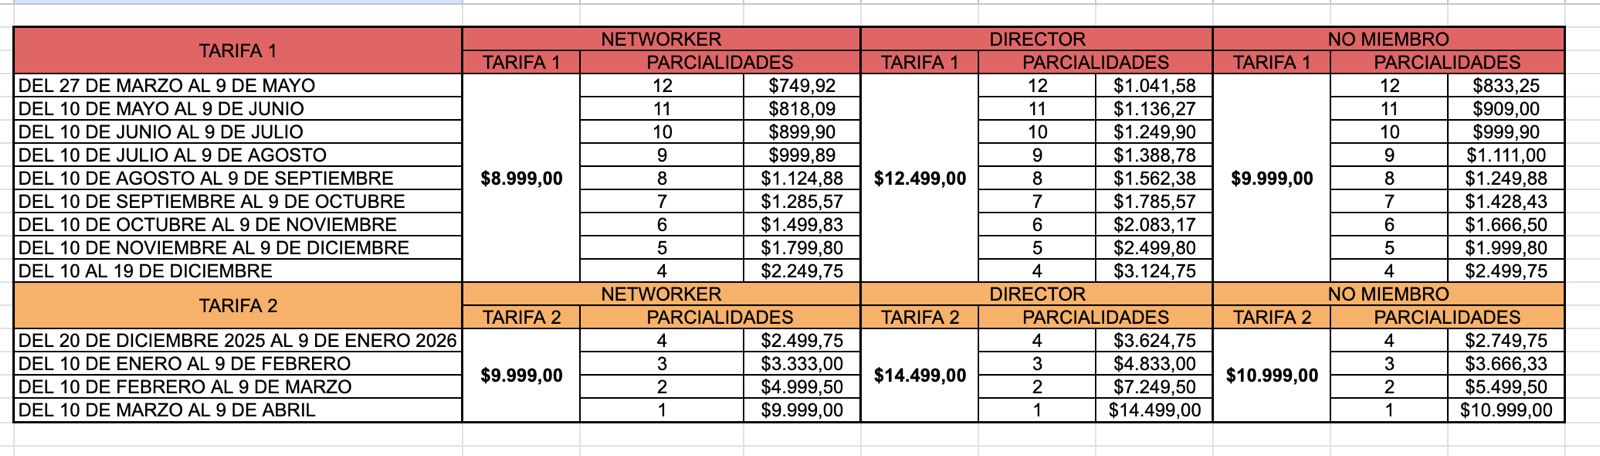 TARIFA 1 NETWORKER DIRECTOR NO MIEMBRO
TARIFA 1 PARCIALIDADES TARIFA 1 PARCIALIDADES TARIFA 1 PARCIALIDADES
DEL 27 DE MARZO AL 9 DE MAYO 12 $749,92 12 $1.041,58 12 $833,25
DEL 10 DE MAYO AL 9 DE JUNIO 11 $818,09 11 $1.136,27 11 $909,00
DEL 10 DE JUNIO AL 9 DE JULIO 10 $899,90 10 $1.249,90 10 $999,90
DEL 10 DE JULIO AL 9 DE AGOSTO 9 $999,89 9 $1.388,78 9 $1.111,00
DEL 10 DE AGOSTO AL 9 DE SEPTIEMBRE $8.999,00 8 $1.124,88 $12.499,00 8 $1.562,38 $9.999,00 8 $1.249,88
DEL 10 DE SEPTIEMBRE AL 9 DE OCTUBRE 7 $1.285,57 7 $1.785,57 7 $1.428,43
DEL 10 DE OCTUBRE AL 9 DE NOVIEMBRE 6 $1.499,83 6 $2.083,17 6 $1.666,50
DEL 10 DE NOVIEMBRE AL 9 DE DICIEMBRE 5 $1.799,80 5 $2.499,80 5 $1.999,80
DEL 10 AL 19 DE DICIEMBRE 4 $2.249,75 4 $3.124,75 4 $2.499,75
TARIFA 2 NETWORKER DIRECTOR NO MIEMBRO
TARIFA 2 PARCIALIDADES TARIFA 2 PARCIALIDADES TARIFA 2 PARCIALIDADES
DEL 20 DE DICIEMBRE 2025 AL 9 DE ENERO 2026 4 $2.499,75 4 $3.624,75 4 $2.749,75
DEL 10 DE ENERO AL 9 DE FEBRERO $9.999,00 3 $3.333,00 $14.499,00 3 $4.833,00 $10.999,00 3 $3.666,33
DEL 10 DE FEBRERO AL 9 DE MARZO 2 $4.999,50 2 $7.249,50 2 $5.499,50
DEL 10 DE MARZO AL 9 DE ABRIL 1 $9.999,00 1 $14.499,00 1 $10.999,00